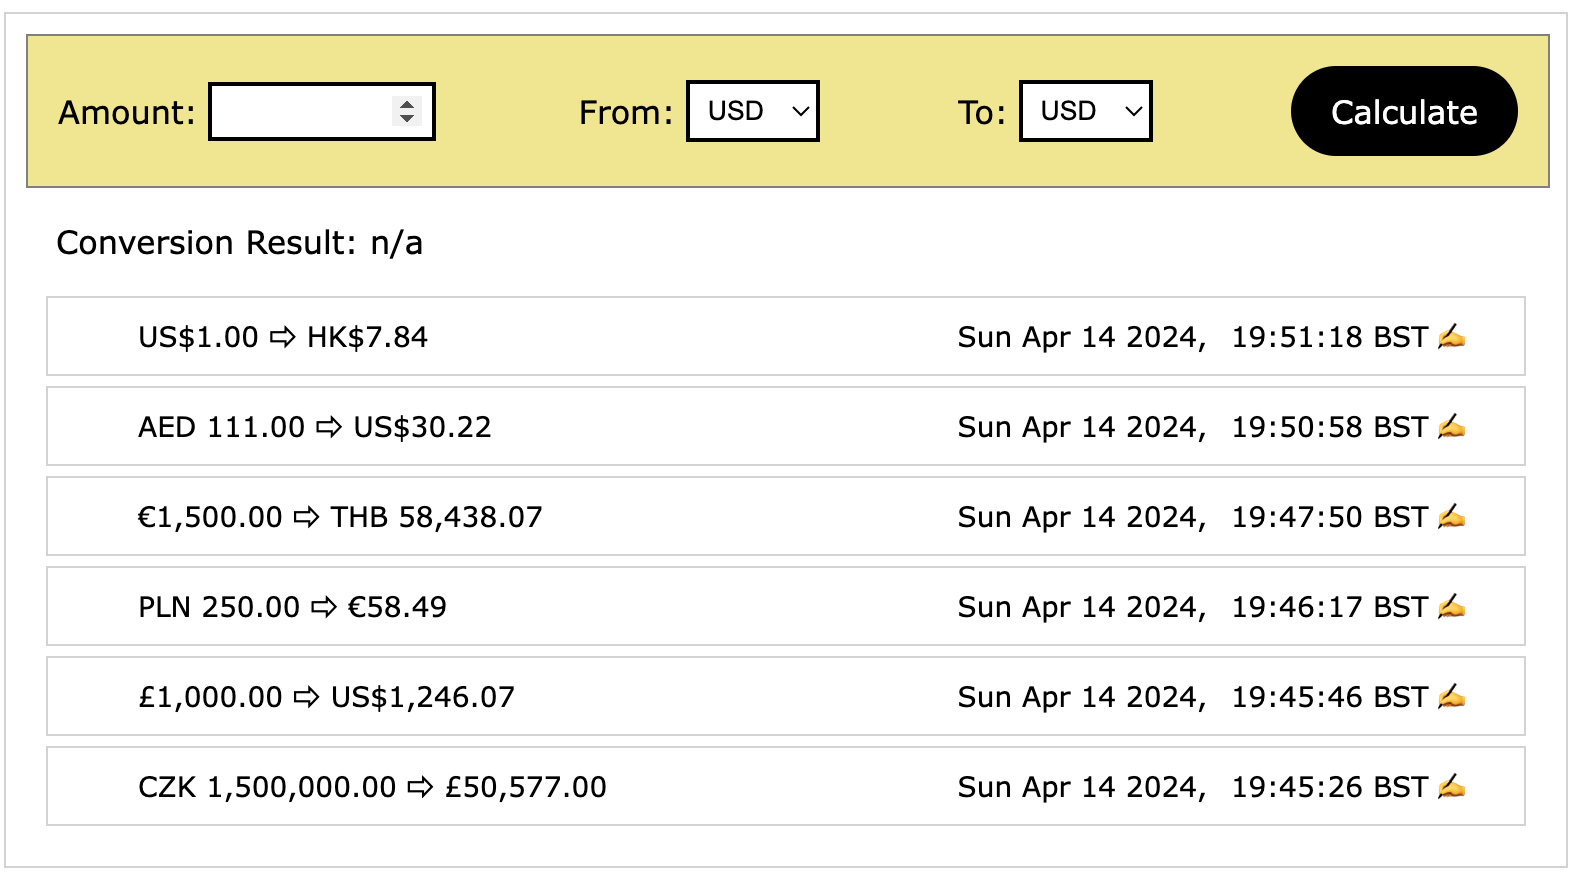 Amount: From: USD To: USD Calculate
Conversion Result: n/a
US$1.00 ⇨ HK$7.84 Sun Apr 14 2024, 19:51:18 BST ✍️
AED 111.00 ⇨ US$30.22 Sun Apr 14 2024, 19:50:58 BST ✍️
€1,500.00 ⇨ THB 58,438.07 Sun Apr 14 2024, 19:47:50 BST ✍️
PLN 250.00 ⇨ €58.49 Sun Apr 14 2024, 19:46:17 BST ✍️
£1,000.00 ⇨ US$1,246.07 Sun Apr 14 2024, 19:45:46 BST ✍️
CZK 1,500,000.00 ⇨ £50,577.00 Sun Apr 14 2024, 19:45:26 BST ✍️